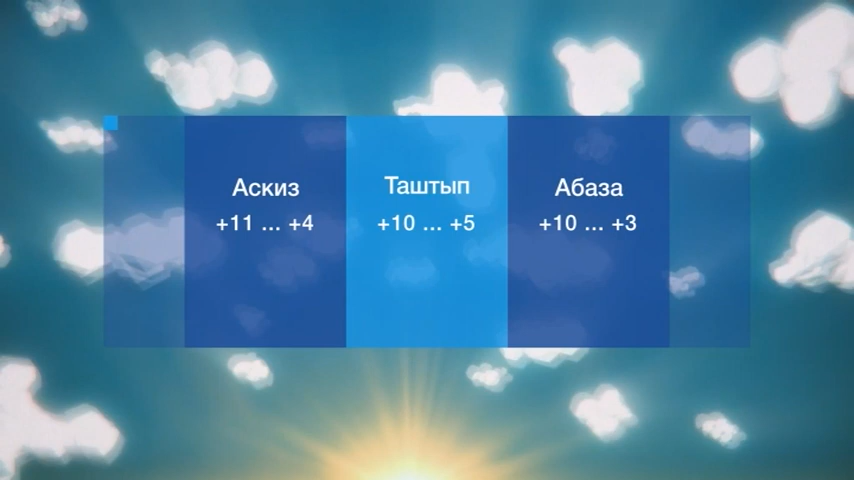 Аскиз
+11 ... +4
Таштып
+10 ... +5
Абаза
+10 ... +3